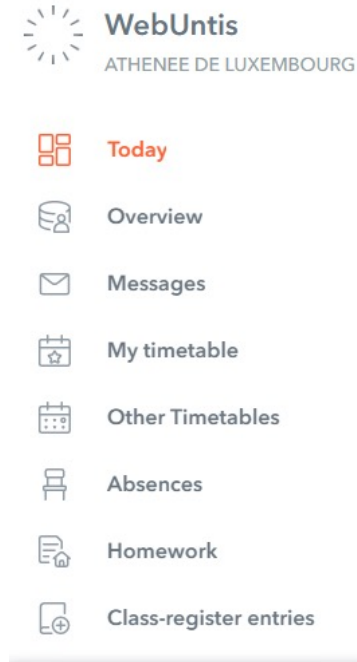 WebUntis
ATHENEE DE LUXEMBOURG
Today
Overview
Messages
My timetable
Other Timetables
Absences
Homework
Class-register entries